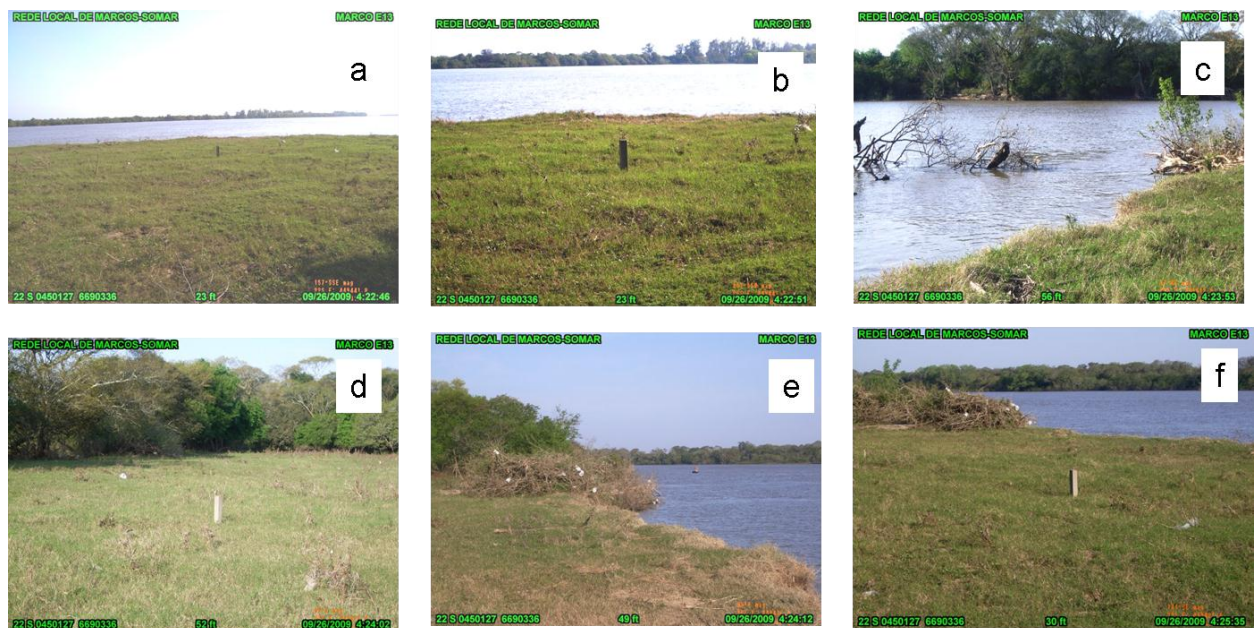 REDE LOCAL DE MARCOS-SOMAR MARCO E13
a
22 S 0450127 6690336 23 ft 09/26/2009 4:22:46
REDE LOCAL DE MARCOS-SOMAR MARCO E13
b
22 S 0450127 6690336 23 ft 09/26/2009 4:22:51
REDE LOCAL DE MARCOS-SOMAR MARCO E13
c
22 S 0450127 6690336 56 ft 09/26/2009 4:23:53
REDE LOCAL DE MARCOS-SOMAR MARCO E13
d
22 S 0450127 6690336 52 ft 09/26/2009 4:24:02
REDE LOCAL DE MARCOS-SOMAR MARCO E13
e
22 S 0450127 6690336 49 ft 09/26/2009 4:24:12
REDE LOCAL DE MARCOS-SOMAR MARCO E13
f
22 S 0450127 6690336 30 ft 09/26/2009 4:25:35